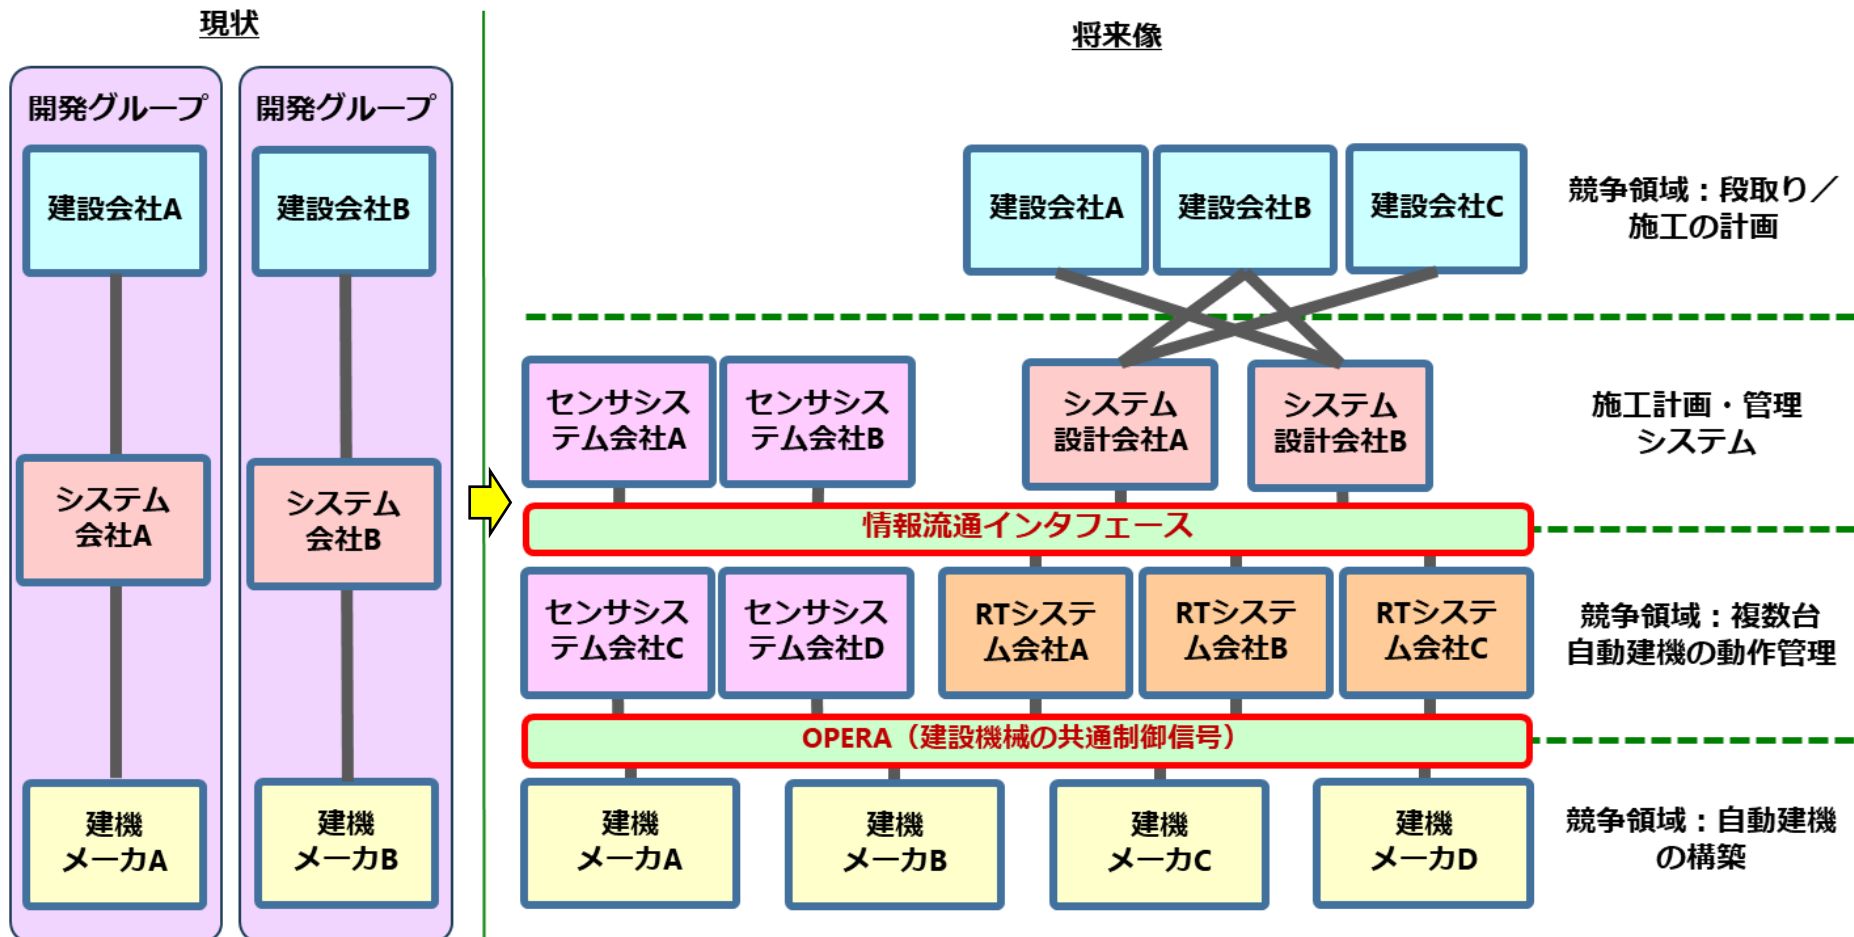 現状
開発グループ
建設会社A
システム
会社A
建機
メーカA
開発グループ
建設会社B
システム
会社B
建機
メーカB
将来像
建設会社A
建設会社B
建設会社C
競争領域：段取り／
施工の計画
センサシス
テム会社A
センサシス
テム会社B
システム
設計会社A
システム
設計会社B
施工計画・管理
システム
情報流通インタフェース
センサシス
テム会社C
センサシス
テム会社D
RTシステ
ム会社A
RTシステ
ム会社B
RTシステ
ム会社C
競争領域：複数台
自動建機の動作管理
OPERA（建設機械の共通制御信号）
建機
メーカA
建機
メーカB
建機
メーカC
建機
メーカD
競争領域：自動建機
の構築